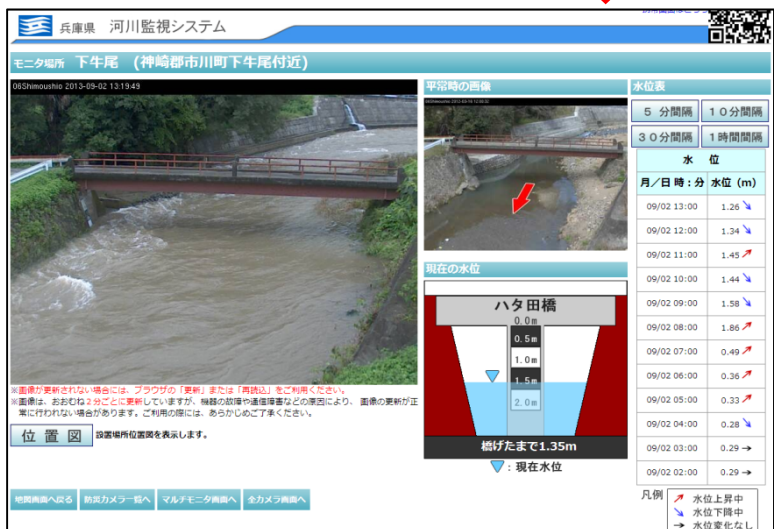 兵庫県 河川監視システム
モニタ場所 下牛尾 (神崎郡市川町下牛尾付近)
06Shimoushio 2013-09-02 13:19:49
平常時の画像
水位表
5 分間隔
10分間隔
30分間隔
1時間間隔
水 位
月/日 時:分 水位 (m)
09/02 13:00 1.26 ↘
09/02 12:00 1.34 ↘
09/02 11:00 1.45 ↗
09/02 10:00 1.44 ↘
09/02 09:00 1.58 ↘
09/02 08:00 1.86 ↗
09/02 07:00 0.49 ↗
09/02 06:00 0.36 ↗
09/02 05:00 0.33 ↗
09/02 04:00 0.28 ↘
09/02 03:00 0.29 →
09/02 02:00 0.29 →
凡例
↗ 水位上昇中
↘ 水位下降中
→ 水位変化なし
現在の水位
ハタ田橋
0.0m
0.5m
1.0m
1.5m
2.0m
橋げたまで1.35m
▽: 現在水位
※画像が更新されない場合には、ブラウザの「更新」または「再読込」をご利用ください。
※画像は、おおむね2分ごとに更新していますが、機器の故障や通信障害などの原因により、 画像の更新が正
常に行われない場合があります。ご利用の際には、あらかじめご了承ください。
位 置 図
設置場所位置図を表示します。
地図画面へ戻る
防災カメラ一覧へ
マルチモニタ画面へ
全カメラ画面へ